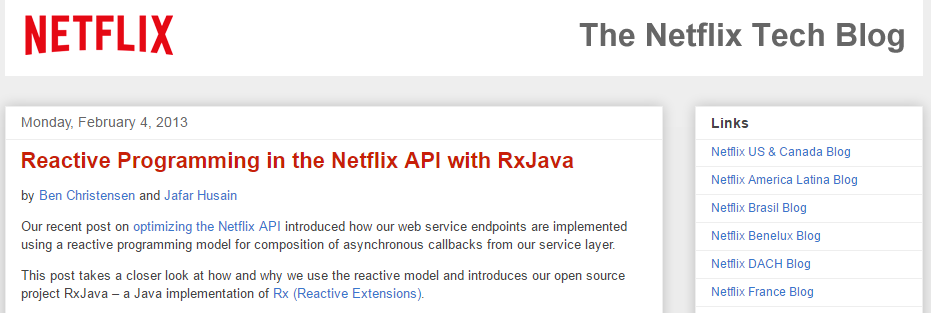 NETFLIX
The Netflix Tech Blog
Monday, February 4, 2013
Reactive Programming in the Netflix API with RxJava
by Ben Christensen and Jafar Husain
Our recent post on optimizing the Netflix API introduced how our web service endpoints are implemented
using a reactive programming model for composition of asynchronous callbacks from our service layer.
This post takes a closer look at how and why we use the reactive model and introduces our open source
project RxJava – a Java implementation of Rx (Reactive Extensions).
Links
Netflix US & Canada Blog
Netflix America Latina Blog
Netflix Brasil Blog
Netflix Benelux Blog
Netflix DACH Blog
Netflix France Blog